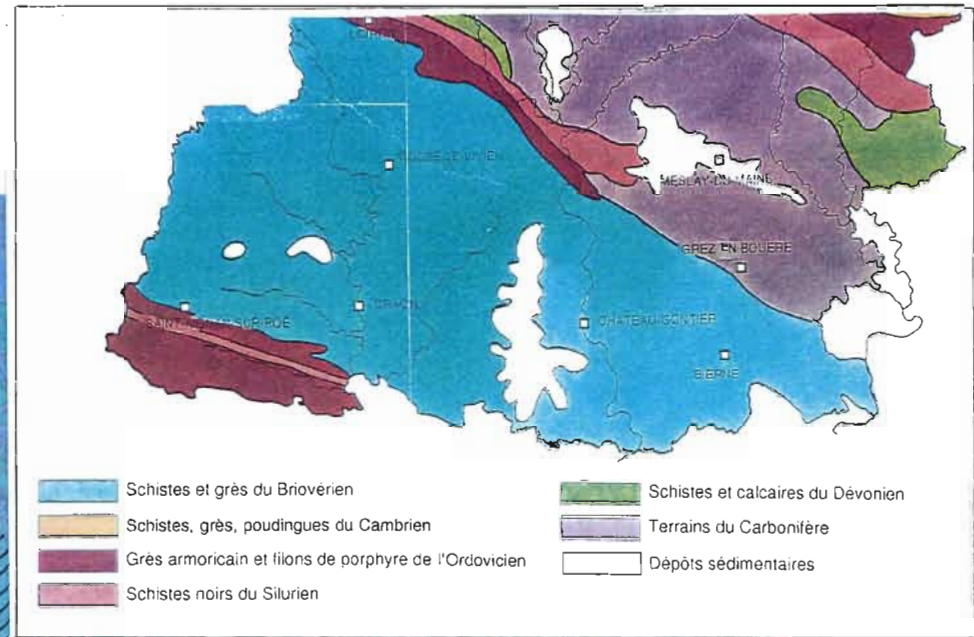 MESLAY-DU-MAINE
GREZ EN BOUERE
CHATEAU-GONTIER
BIERNE
Schistes et grès du Briovérien
Schistes, grès, poudingues du Cambrien
Grès armoricain et filons de porphyre de l'Ordovicien
Schistes noirs du Silurien
Schistes et calcaires du Dévonien
Terrains du Carbonifère
Dépôts sédimentaires